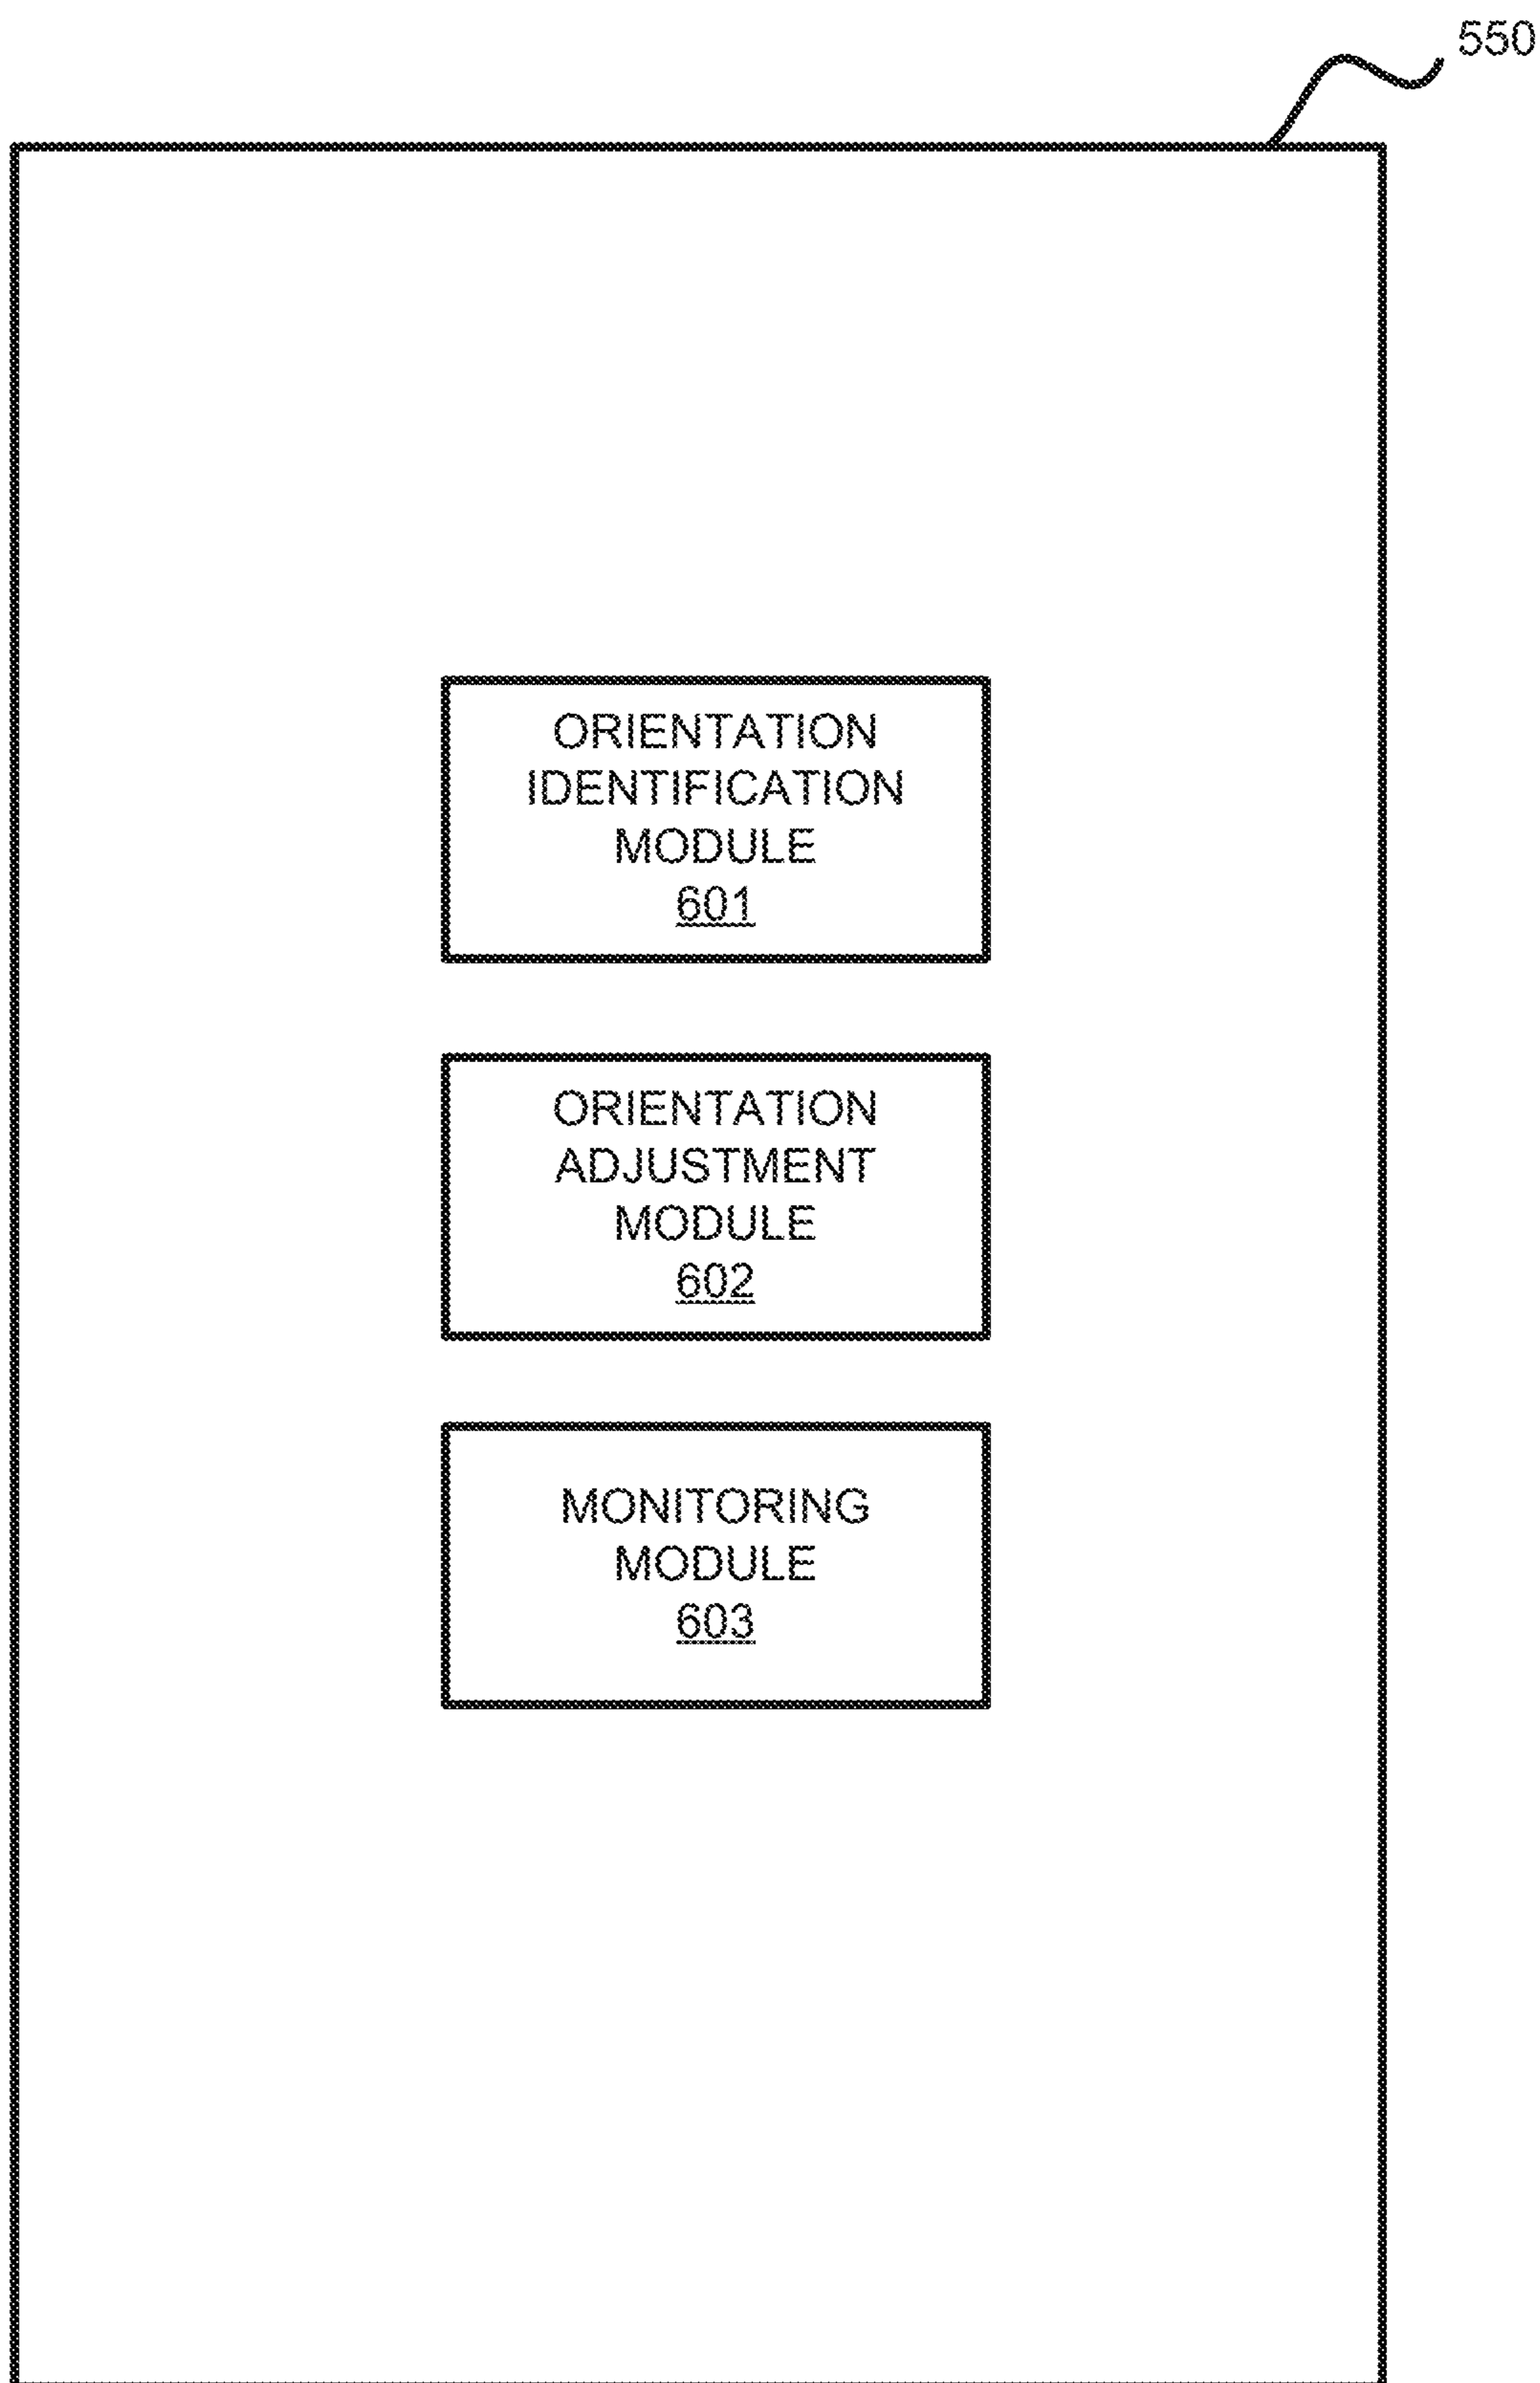 550
ORIENTATION
IDENTIFICATION
MODULE
601
ORIENTATION
ADJUSTMENT
MODULE
602
MONITORING
MODULE
603